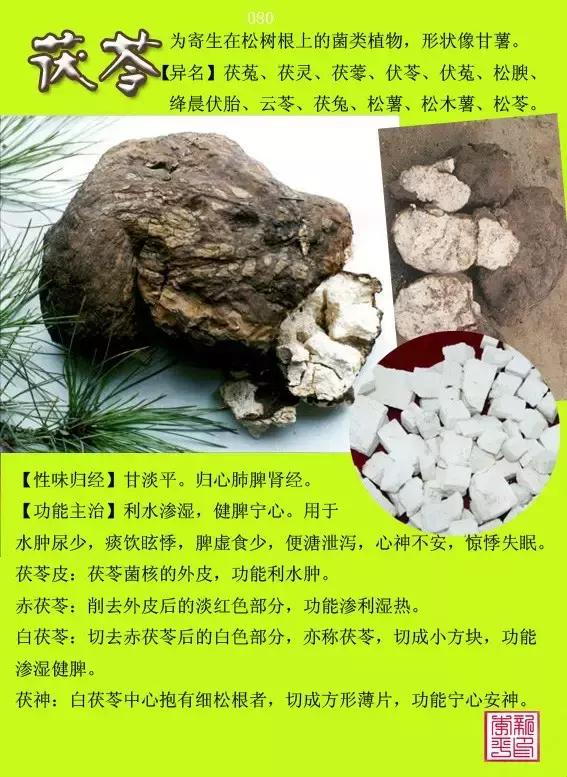 080
茯苓
为寄生在松树根上的菌类植物，形状像甘薯。
【异名】茯菟、茯灵、茯蕶、伏苓、伏菟、松腴、
绛晨伏胎、云苓、茯兔、松薯、松木薯、松苓。
【性味归经】甘淡平。归心肺脾肾经。
【功能主治】利水渗湿，健脾宁心。用于
水肿尿少，痰饮眩悸，脾虚食少，便溏泄泻，心神不安，惊悸失眠。
茯苓皮：茯苓菌核的外皮，功能利水肿。
赤茯苓：削去外皮后的淡红色部分，功能渗利湿热。
白茯苓：切去赤茯苓后的白色部分，亦称茯苓，切成小方块，功能
渗湿健脾。
茯神：白茯苓中心抱有细松根者，切成方形薄片，功能宁心安神。